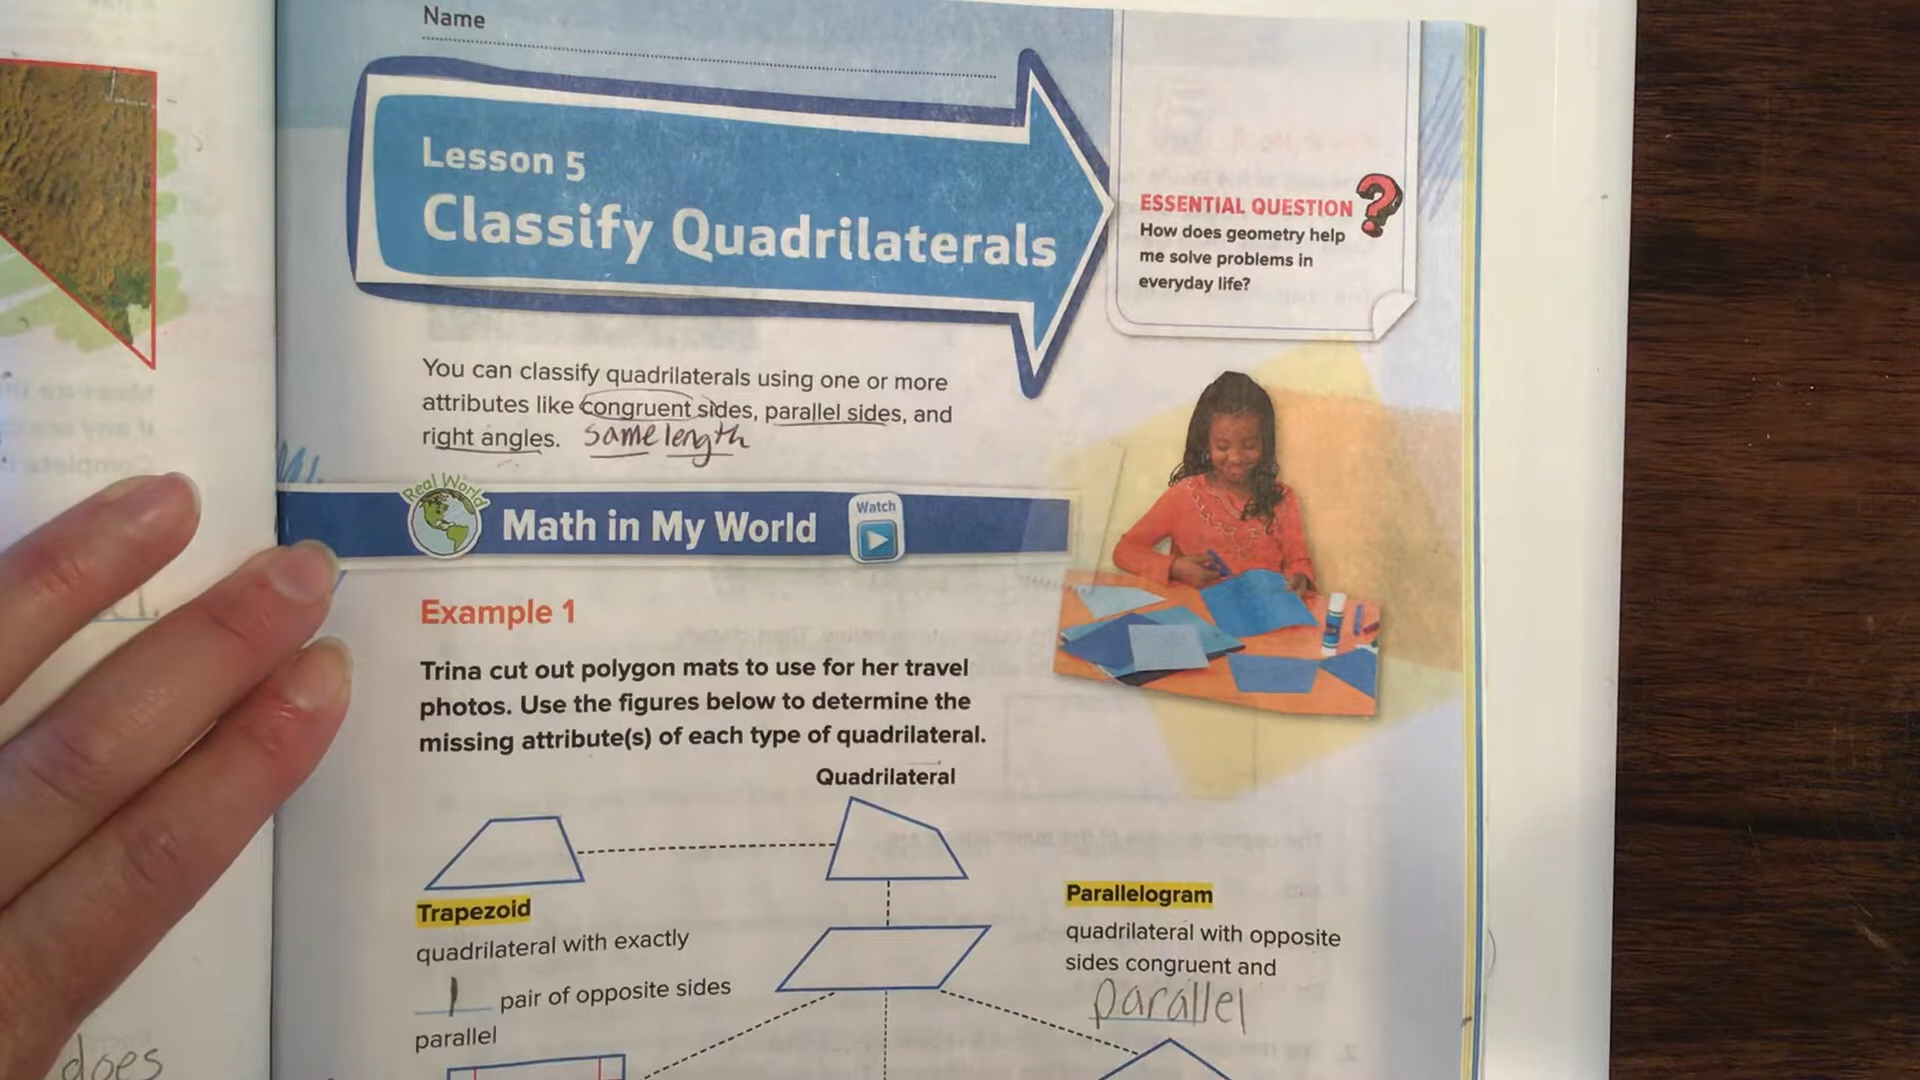 Name
Lesson 5
Classify Quadrilaterals
ESSENTIAL QUESTION
How does geometry help
me solve problems in
everyday life?
You can classify quadrilaterals using one or more
attributes like congruent sides, parallel sides, and
right angles. same length
Real World
Math in My World
Watch
Example 1
Trina cut out polygon mats to use for her travel
photos. Use the figures below to determine the
missing attribute(s) of each type of quadrilateral.
Quadrilateral
Trapezoid
quadrilateral with exactly
1 pair of opposite sides
parallel
Parallelogram
quadrilateral with opposite
sides congruent and
parallel
does